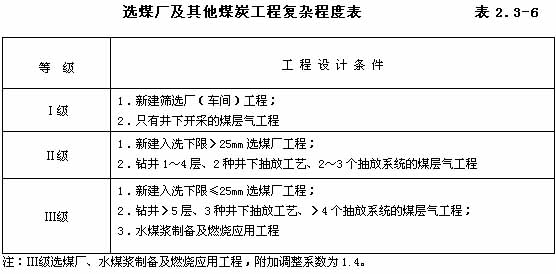 选煤厂及其他煤炭工程复杂程度表 表 2.3-6
等 级 工 程 设 计 条 件
I级
1．新建筛选厂（车间）工程；
2．只有井下开采的煤层气工程
II级
1．新建入洗下限＞25mm 选煤厂工程；
2．钻井 1～4 层、2 种井下抽放工艺、2～3 个抽放系统的煤层气工程
III级
1．新建入洗下限≤25mm 选煤厂工程；
2．钻井＞5 层、3 种井下抽放工艺、＞4 个抽放系统的煤层气工程；
3．水煤浆制备及燃烧应用工程
注：III级选煤厂、水煤浆制备及燃烧应用工程，附加调整系数为 1.4。